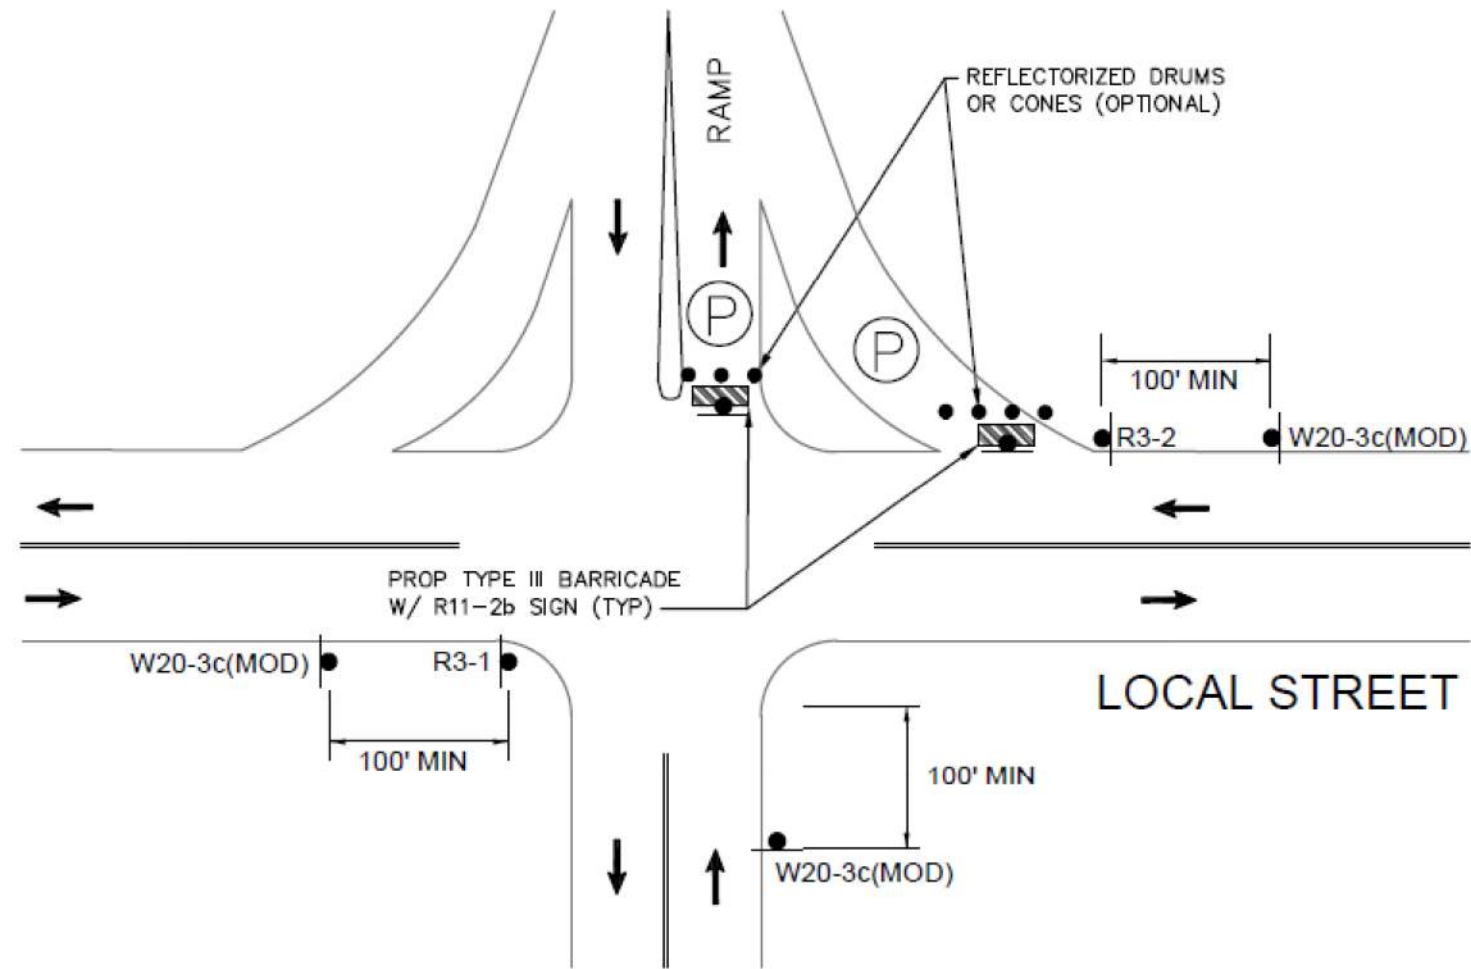 RAMP
REFLECTORIZED DRUMS
OR CONES (OPTIONAL)
P
P
100' MIN
R3-2
W20-3c(MOD)
PROP TYPE III BARRICADE
W/ R11-2b SIGN (TYP)
W20-3c(MOD)
R3-1
LOCAL STREET
100' MIN
100' MIN
W20-3c(MOD)